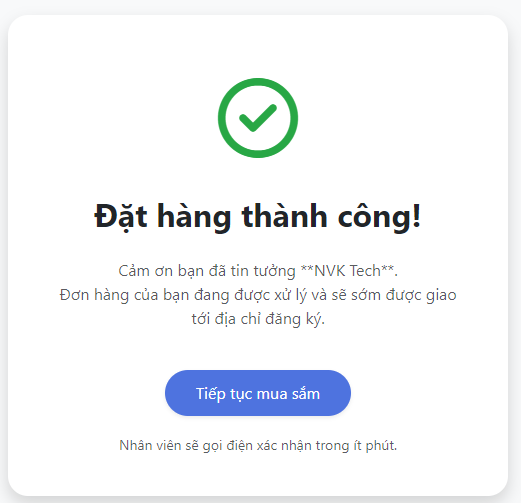 Đặt hàng thành công!
Cảm ơn bạn đã tin tưởng **NVK Tech**.
Đơn hàng của bạn đang được xử lý và sẽ sớm được giao
tới địa chỉ đăng ký.
Tiếp tục mua sắm
Nhân viên sẽ gọi điện xác nhận trong ít phút.